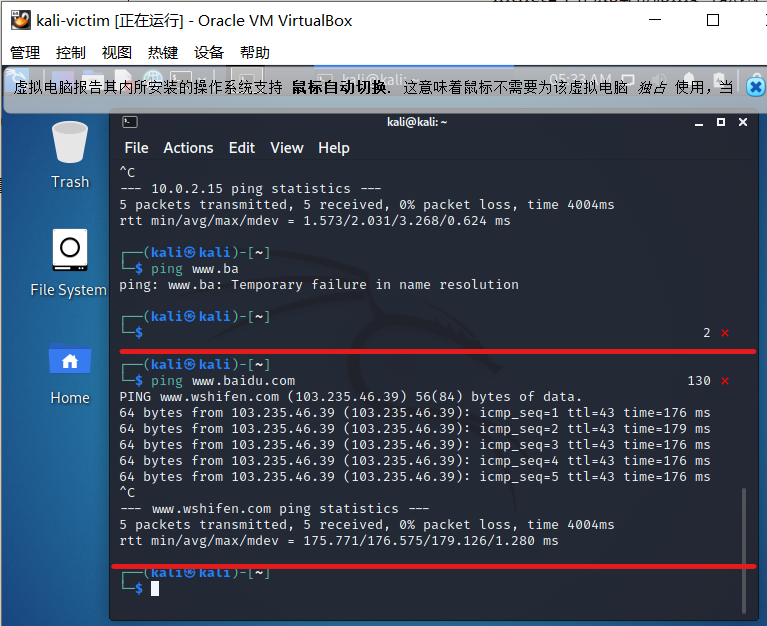 kali-victim [正在运行] - Oracle VM VirtualBox
管理 控制 视图 热键 设备 帮助
虚拟电脑报告其内所安装的操作系统支持 鼠标自动切换. 这意味着鼠标不需要为该虚拟电脑 独占 使用，当
kali@kali: ~
Trash
File System
Home
File Actions Edit View Help
^C
--- 10.0.2.15 ping statistics ---
5 packets transmitted, 5 received, 0% packet loss, time 4004ms
rtt min/avg/max/mdev = 1.573/2.031/3.268/0.624 ms
┌──(kali㉿kali)-[~]
└─$ ping www.ba
ping: www.ba: Temporary failure in name resolution
┌──(kali㉿kali)-[~]
└─$ 2 ⨯
┌──(kali㉿kali)-[~]
└─$ ping www.baidu.com 130 ⨯
PING www.wshifen.com (103.235.46.39) 56(84) bytes of data.
64 bytes from 103.235.46.39 (103.235.46.39): icmp_seq=1 ttl=43 time=176 ms
64 bytes from 103.235.46.39 (103.235.46.39): icmp_seq=2 ttl=43 time=179 ms
64 bytes from 103.235.46.39 (103.235.46.39): icmp_seq=3 ttl=43 time=176 ms
64 bytes from 103.235.46.39 (103.235.46.39): icmp_seq=4 ttl=43 time=176 ms
64 bytes from 103.235.46.39 (103.235.46.39): icmp_seq=5 ttl=43 time=176 ms
^C
--- www.wshifen.com ping statistics ---
5 packets transmitted, 5 received, 0% packet loss, time 4004ms
rtt min/avg/max/mdev = 175.771/176.575/179.126/1.280 ms
┌──(kali㉿kali)-[~]
└─$